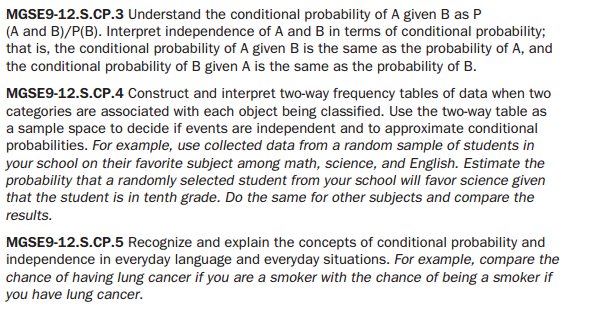 MGSE9-12.S.CP.3 Understand the conditional probability of A given B as P
(A and B)/P(B). Interpret independence of A and B in terms of conditional probability;
that is, the conditional probability of A given B is the same as the probability of A, and
the conditional probability of B given A is the same as the probability of B.
MGSE9-12.S.CP.4 Construct and interpret two-way frequency tables of data when two
categories are associated with each object being classified. Use the two-way table as
a sample space to decide if events are independent and to approximate conditional
probabilities. For example, use collected data from a random sample of students in
your school on their favorite subject among math, science, and English. Estimate the
probability that a randomly selected student from your school will favor science given
that the student is in tenth grade. Do the same for other subjects and compare the
results.
MGSE9-12.S.CP.5 Recognize and explain the concepts of conditional probability and
independence in everyday language and everyday situations. For example, compare the
chance of having lung cancer if you are a smoker with the chance of being a smoker if
you have lung cancer.